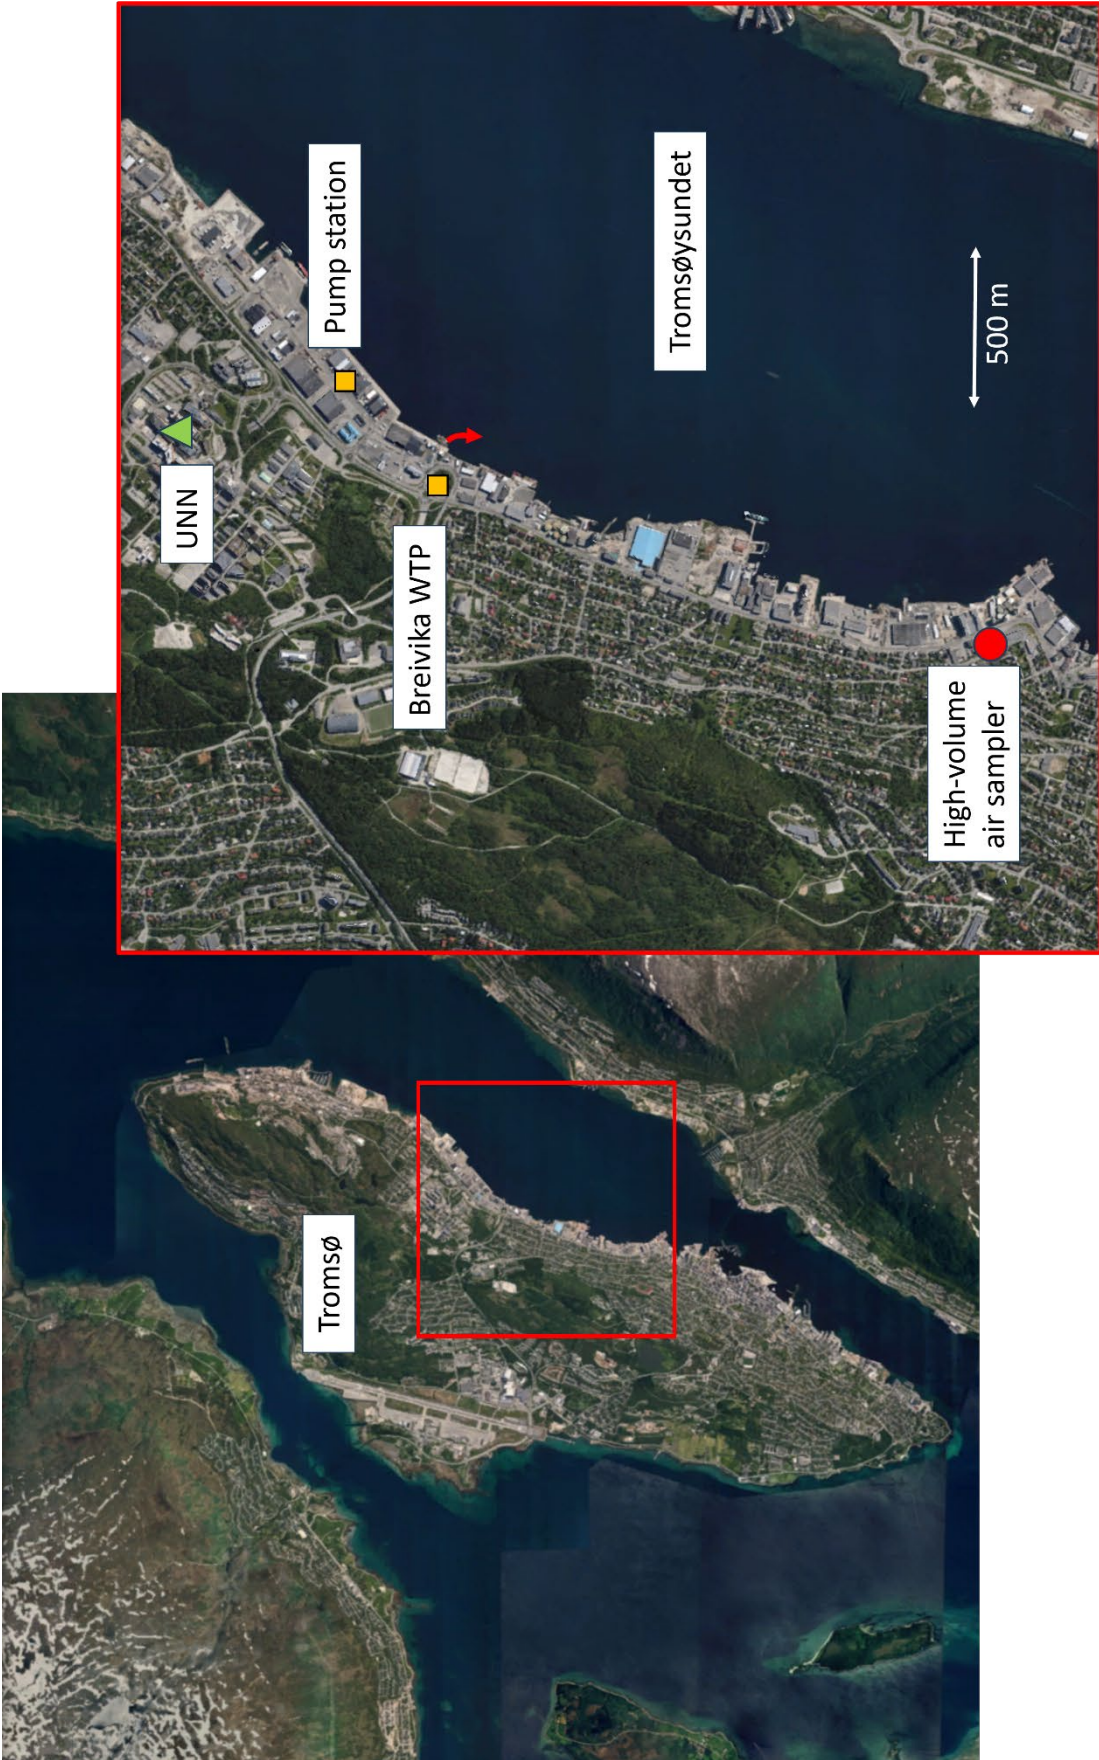 Tromsø
UNN
Pump station
Breivika WTP
Tromsøysundet
500 m
High-volume
air sampler